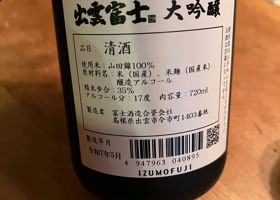 出雲富士 大吟醸
品目：清酒
使用米：山田錦100％
原材料名：米（国産）、米麹（国産米）
醸造アルコール
精米歩合：35％
アルコール分：17度 内容量：720ml
製造者 富士酒造合資会社
島根県出雲市今市町1403番地
製造年月
令和7年5月
4 947963 040895
IZUMOFUJI